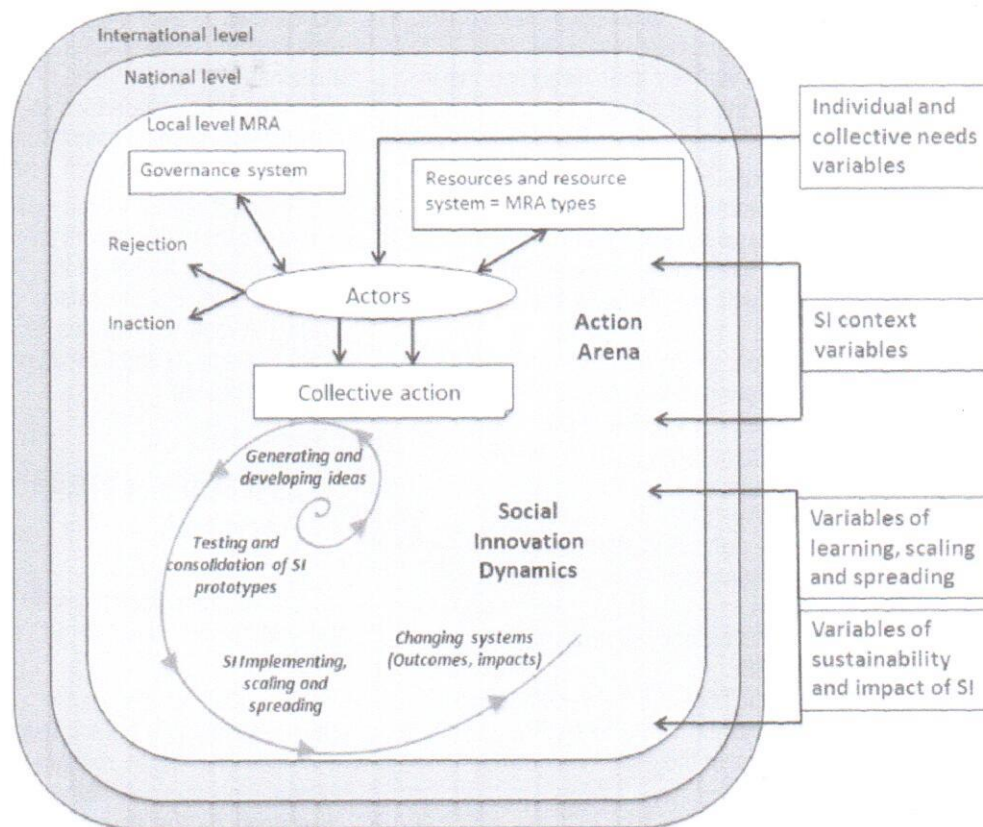 International level
National level
Local level MRA
Governance system
Resources and resource
system = MRA types
Rejection
Inaction
Actors
Collective action
Action
Arena
Generating and
developing ideas
Testing and
consolidation of SI
prototypes
Social
Innovation
Dynamics
SI Implementing,
scaling and
spreading
Changing systems
(Outcomes, impacts)
Individual and
collective needs
variables
SI context
variables
Variables of
learning, scaling
and spreading
Variables of
sustainability
and impact of SI